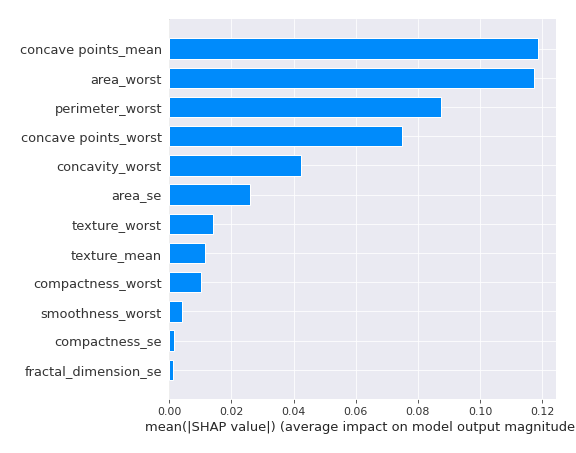 concave points_mean
area_worst
perimeter_worst
concave points_worst
concavity_worst
area_se
texture_worst
texture_mean
compactness_worst
smoothness_worst
compactness_se
fractal_dimension_se
0.00 0.02 0.04 0.06 0.08 0.10 0.12
mean(|SHAP value|) (average impact on model output magnitude